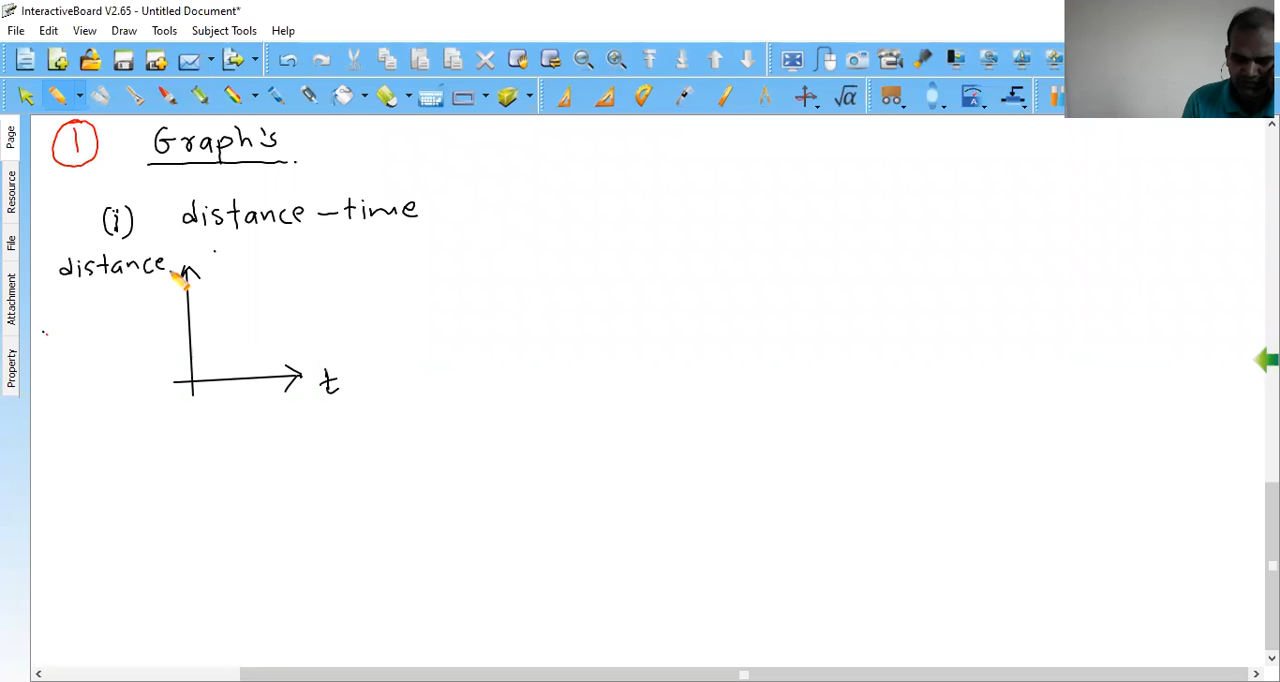 InteractiveBoard V2.65 - Untitled Document*
File Edit View Draw Tools Subject Tools Help
Page
Resource
File
Attachment
Property
1 Graph's
(i) distance - time
distance
t